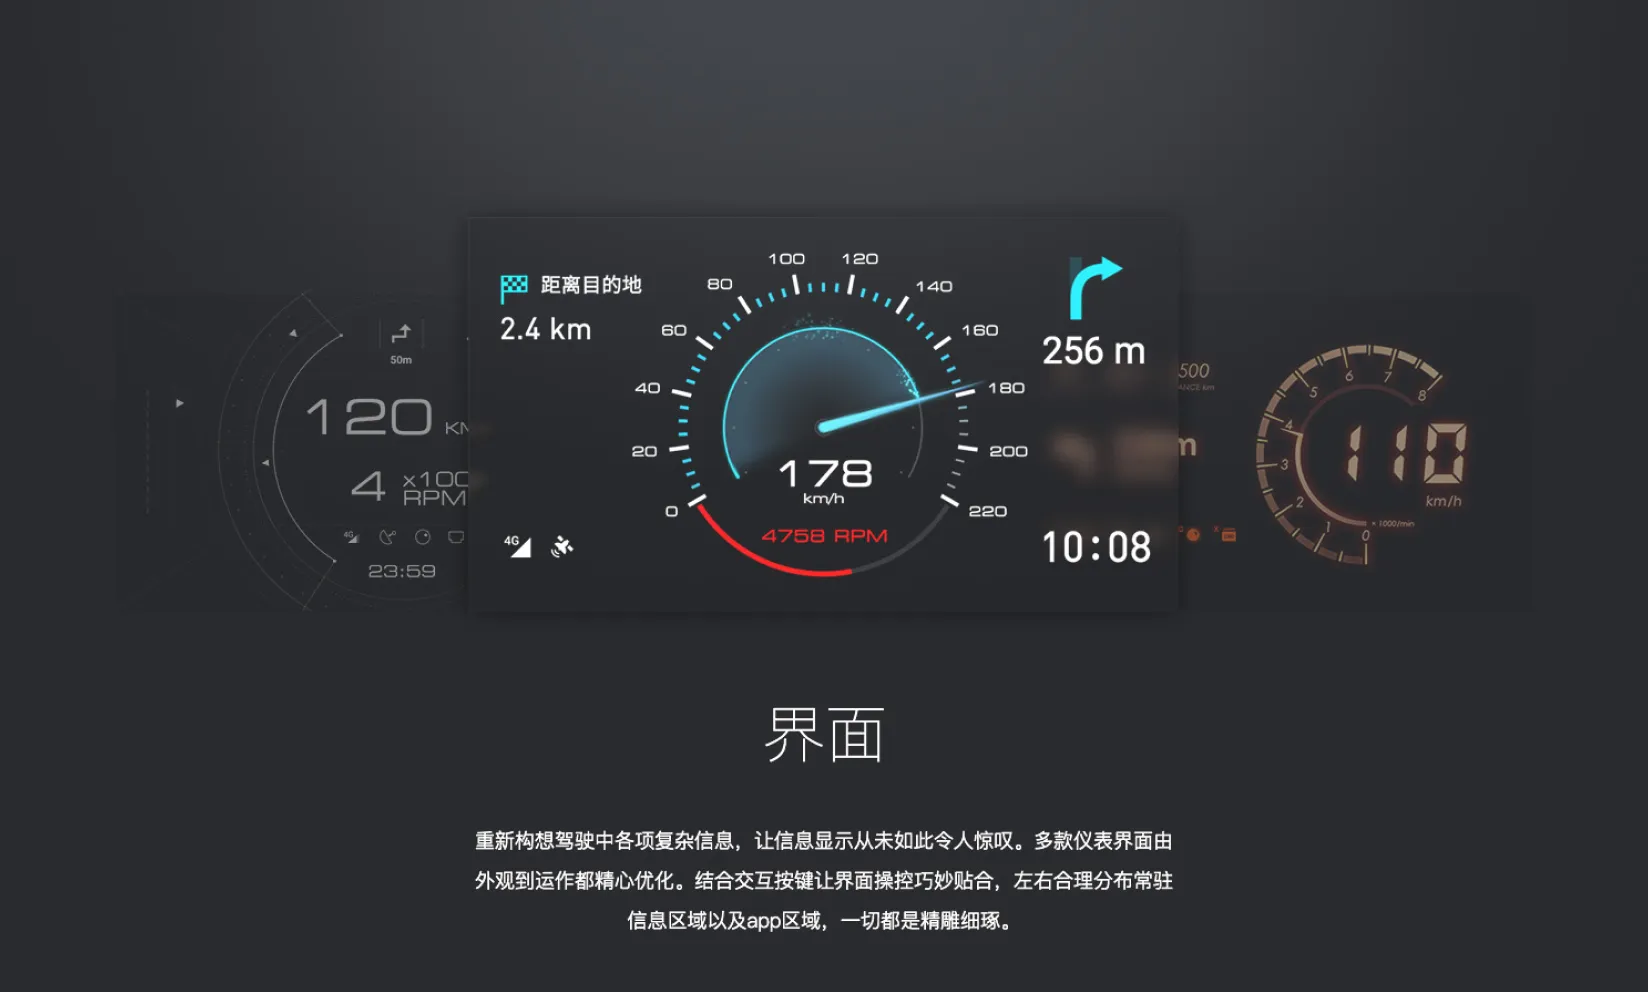 50m
120 KM
4 x100
RPM
4G
23:59
距离目的地
2.4 km
4G
0
20
40
60
80
100
120
140
160
180
200
220
178
km/h
4758 RPM
256 m
10:08
500
ANCE km
m
0
1
2
3
4
5
6
7
8
110
km/h
× 1000/min
界面
重新构想驾驶中各项复杂信息，让信息显示从未如此令人惊叹。多款仪表界面由
外观到运作都精心优化。结合交互按键让界面操控巧妙贴合，左右合理分布常驻
信息区域以及app区域，一切都是精雕细琢。